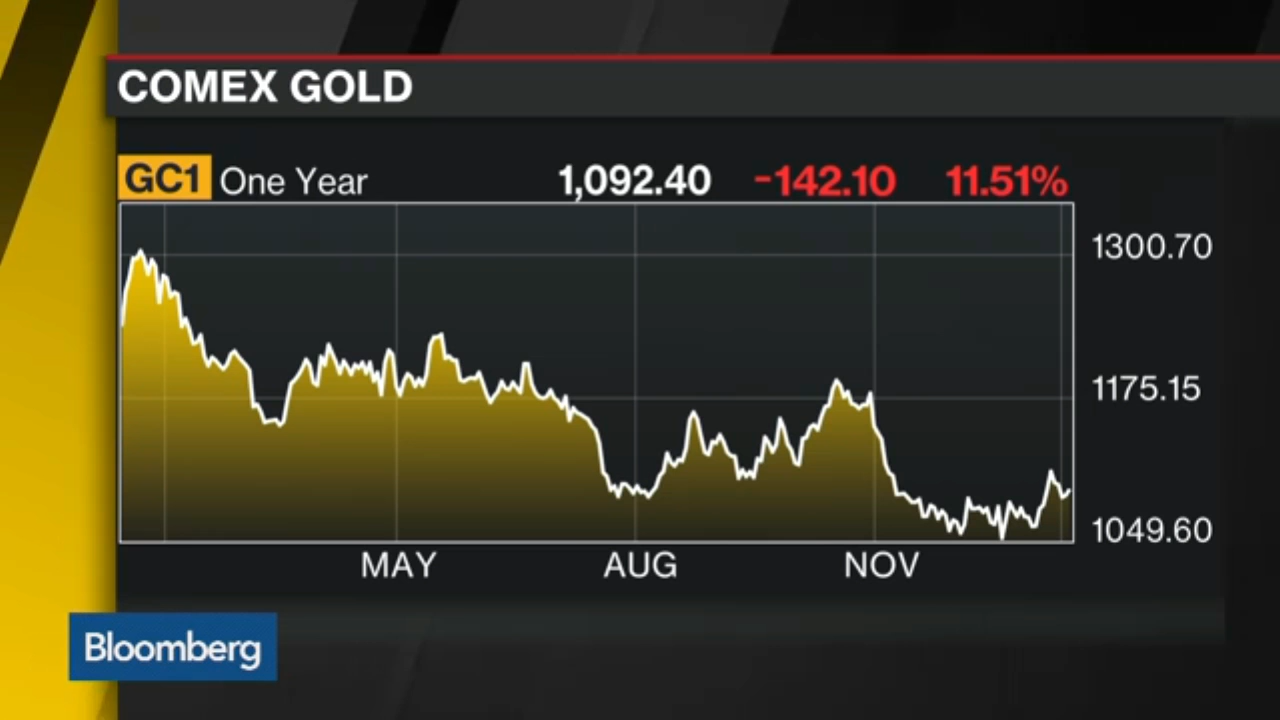 COMEX GOLD
GC1 One Year 1,092.40 -142.10 11.51%
1300.70
1175.15
1049.60
MAY AUG NOV
Bloomberg